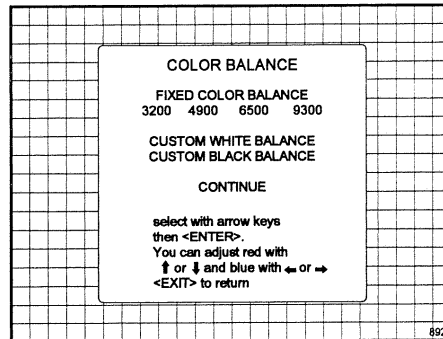 COLOR BALANCE
FIXED COLOR BALANCE
3200 4900 6500 9300
CUSTOM WHITE BALANCE
CUSTOM BLACK BALANCE
CONTINUE
select with arrow keys
then <ENTER>.
You can adjust red with
⬆ or ⬇ and blue with ⬅ or ➡
<EXIT> to return
892